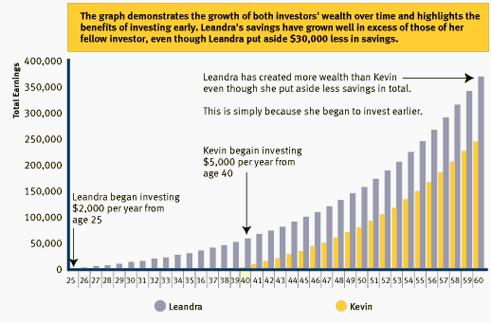 The graph demonstrates the growth of both investors' wealth over time and highlights the
benefits of investing early. Leandra's savings have grown well in excess of those of her
fellow investor, even though Leandra put aside $30,000 less in savings.
Total Earnings
400,000
350,000
300,000
250,000
200,000
150,000
100,000
50,000
0
Leandra has created more wealth than Kevin
even though she put aside less savings in total.
This is simply because she began to invest earlier.
Kevin begain investing
$5,000 per year from
age 40
Leandra began investing
$2,000 per year from
age 25
25 26 27 28 29 30 31 32 33 34 35 36 37 38 39 40 41 42 43 44 45 46 47 48 49 50 51 52 53 54 55 56 57 58 59 60
Leandra
Kevin